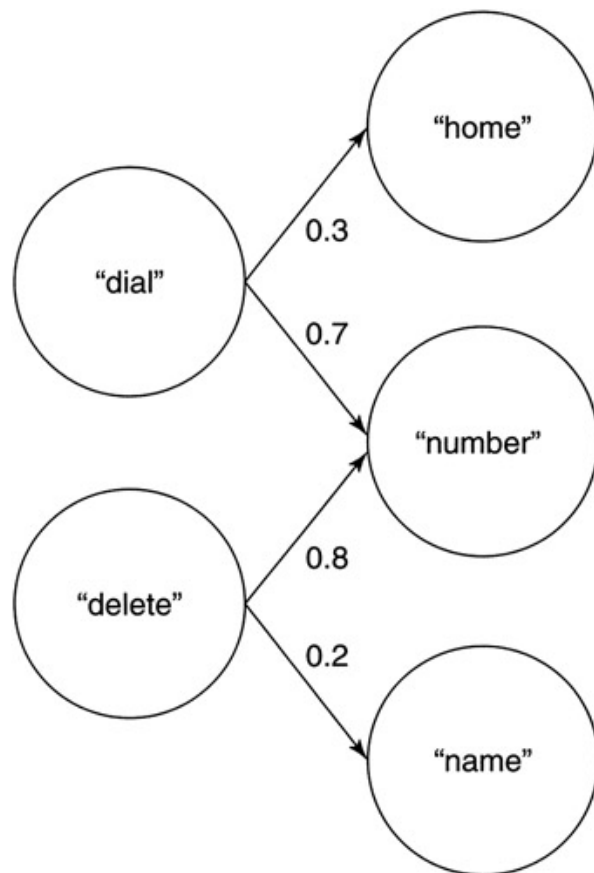 “home”
0.3
“dial”
0.7
“number”
0.8
“delete”
0.2
“name”